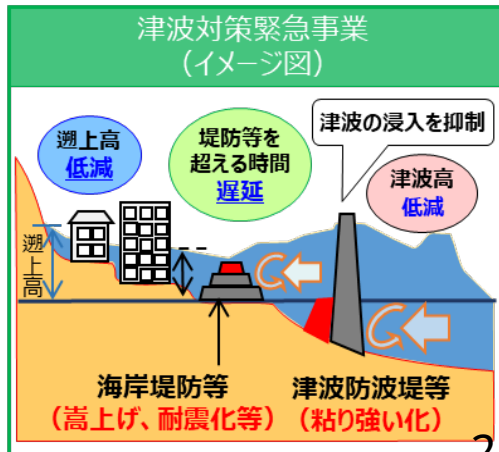 津波対策緊急事業
（イメージ図）
遡上高
低減
堤防等を
超える時間
遅延
津波の浸入を抑制
津波高
低減
遡上高
海岸堤防等
（嵩上げ、耐震化等）
津波防波堤等
（粘り強い化）
2